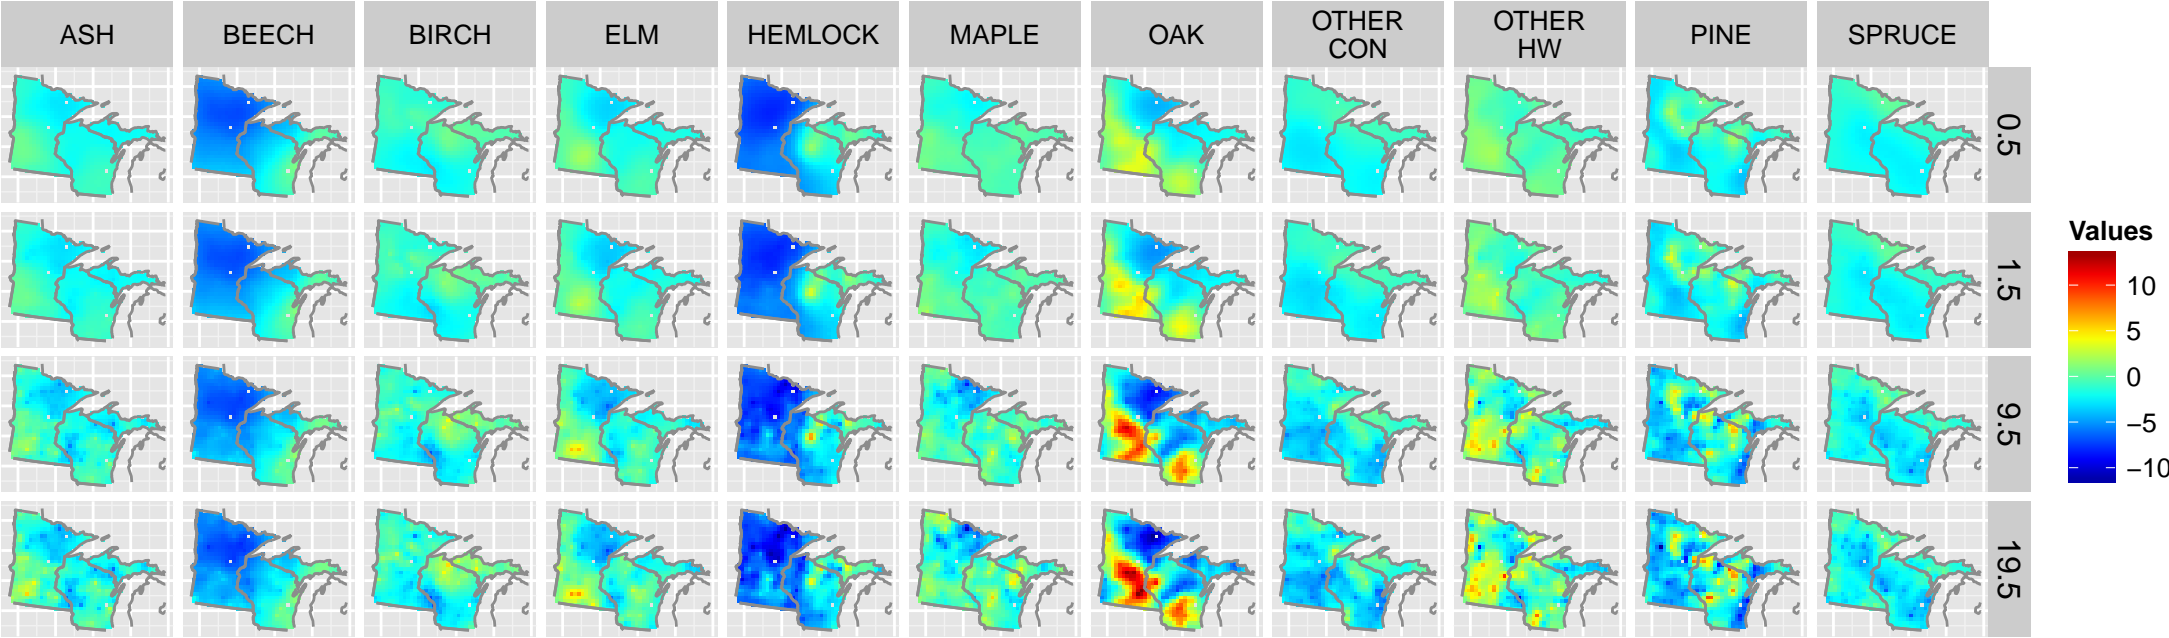 ASH
BEECH
BIRCH
ELM
HEMLOCK
MAPLE
OAK
OTHER
CON
OTHER
HW
PINE
SPRUCE
0.5
1.5
9.5
19.5
Values
10
5
0
−5
−10